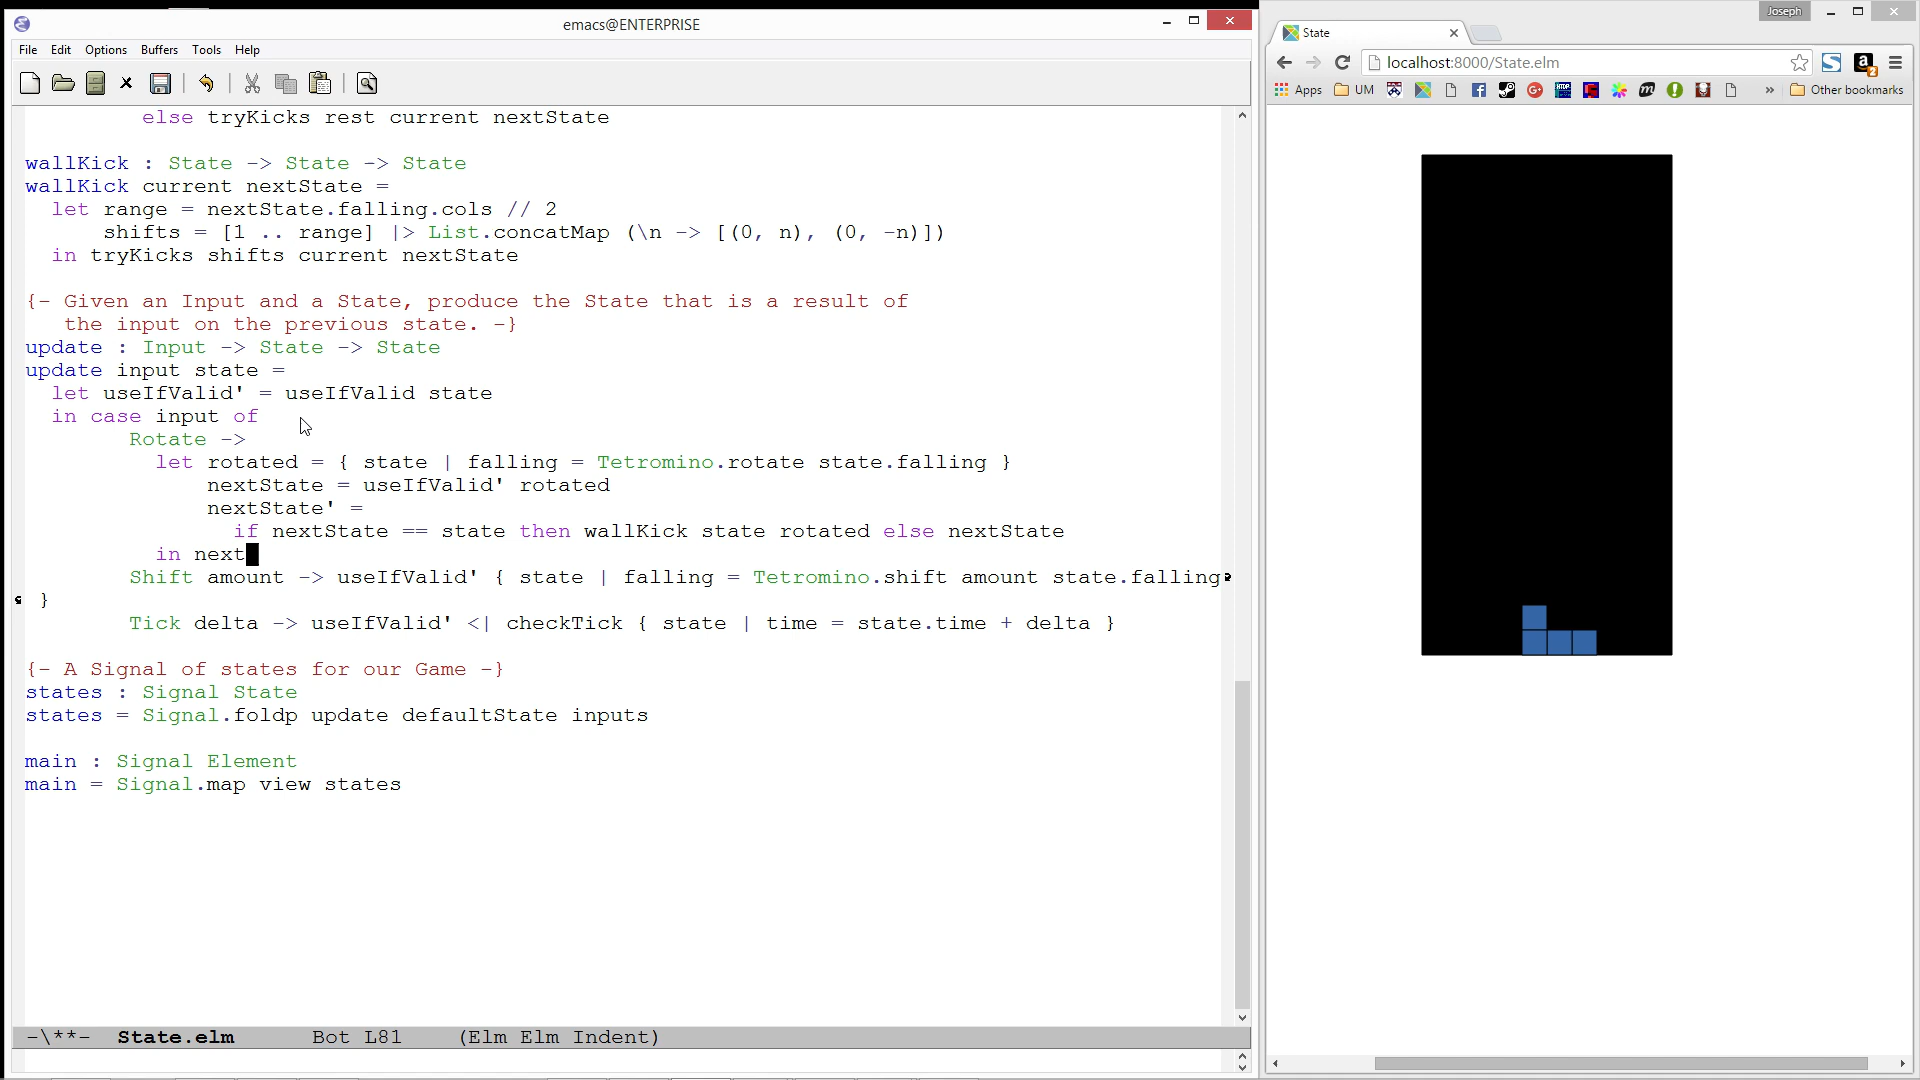 emacs@ENTERPRISE
File Edit Options Buffers Tools Help
else tryKicks rest current nextState
wallKick : State -> State -> State
wallKick current nextState =
let range = nextState.falling.cols // 2
shifts = [1 .. range] |> List.concatMap (\n -> [(0, n), (0, -n)])
in tryKicks shifts current nextState
{- Given an Input and a State, produce the State that is a result of
the input on the previous state. -}
update : Input -> State -> State
update input state =
let useIfValid' = useIfValid state
in case input of
Rotate ->
let rotated = { state | falling = Tetromino.rotate state.falling }
nextState = useIfValid' rotated
nextState' =
if nextState == state then wallKick state rotated else nextState
in next
Shift amount -> useIfValid' { state | falling = Tetromino.shift amount state.falling
}
Tick delta -> useIfValid' <| checkTick { state | time = state.time + delta }
{- A Signal of states for our Game -}
states : Signal State
states = Signal.foldp update defaultState inputs
main : Signal Element
main = Signal.map view states
-\**- State.elm Bot L81 (Elm Elm Indent)
Joseph
State
localhost:8000/State.elm
Apps UM » Other bookmarks